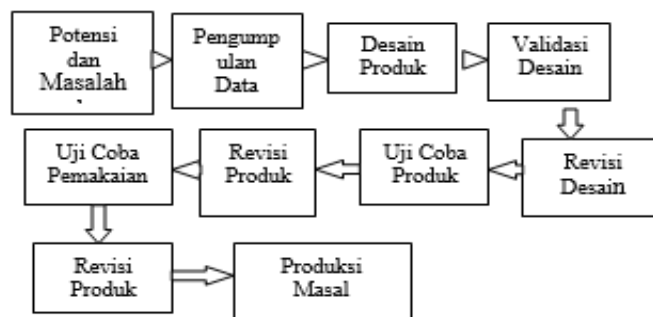 Potensi
dan
Masalah
Pengump
ulan
Data
Desain
Produk
Validasi
Desain
Revisi
Desain
Uji Coba
Produk
Revisi
Produk
Uji Coba
Pemakaian
Revisi
Produk
Produksi
Masal